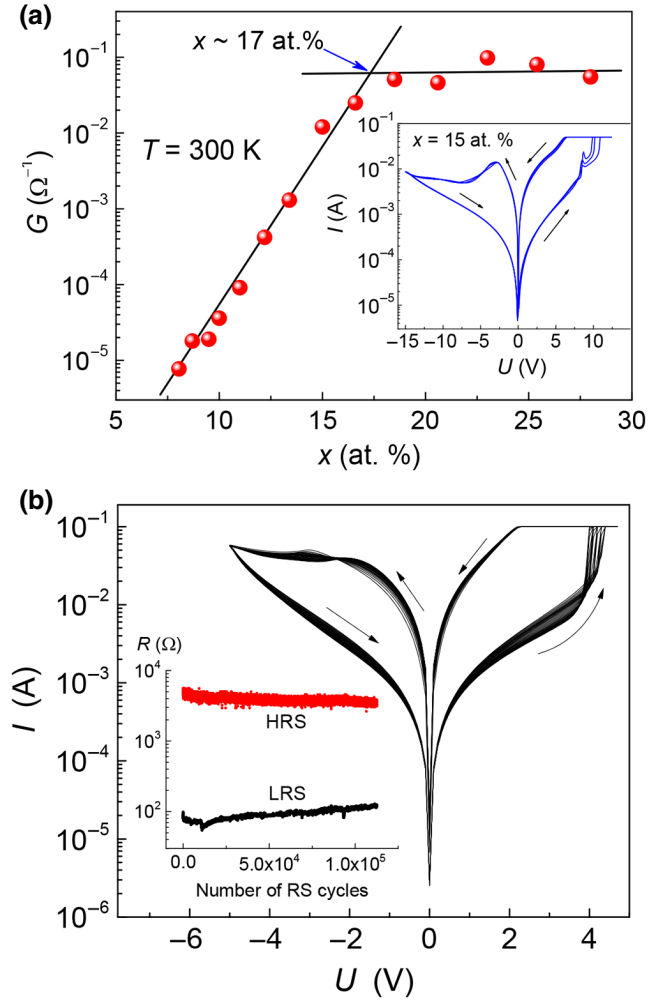 (a)
x ~ 17 at.%
T = 300 K
G (Ω⁻¹)
10⁻¹
10⁻²
10⁻³
10⁻⁴
10⁻⁵
5 10 15 20 25 30
x (at. %)
x = 15 at. %
I (A)
10⁻¹
10⁻²
10⁻³
10⁻⁴
10⁻⁵
−15 −10 −5 0 5 10
U (V)
(b)
I (A)
10⁻¹
10⁻²
10⁻³
10⁻⁴
10⁻⁵
10⁻⁶
−6 −4 −2 0 2 4
U (V)
R (Ω)
10⁴
10³
10²
HRS
LRS
0.0 5.0x10⁴ 1.0x10⁵
Number of RS cycles